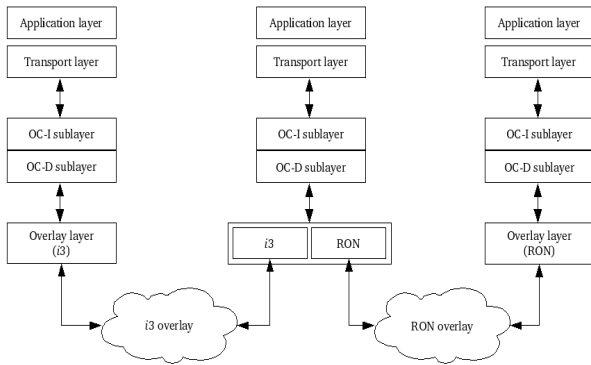 Application layer
Application layer
Application layer
Transport layer
Transport layer
Transport layer
OC-I sublayer
OC-I sublayer
OC-I sublayer
OC-D sublayer
OC-D sublayer
OC-D sublayer
Overlay layer
(i3)
i3
RON
Overlay layer
(RON)
i3 overlay
RON overlay